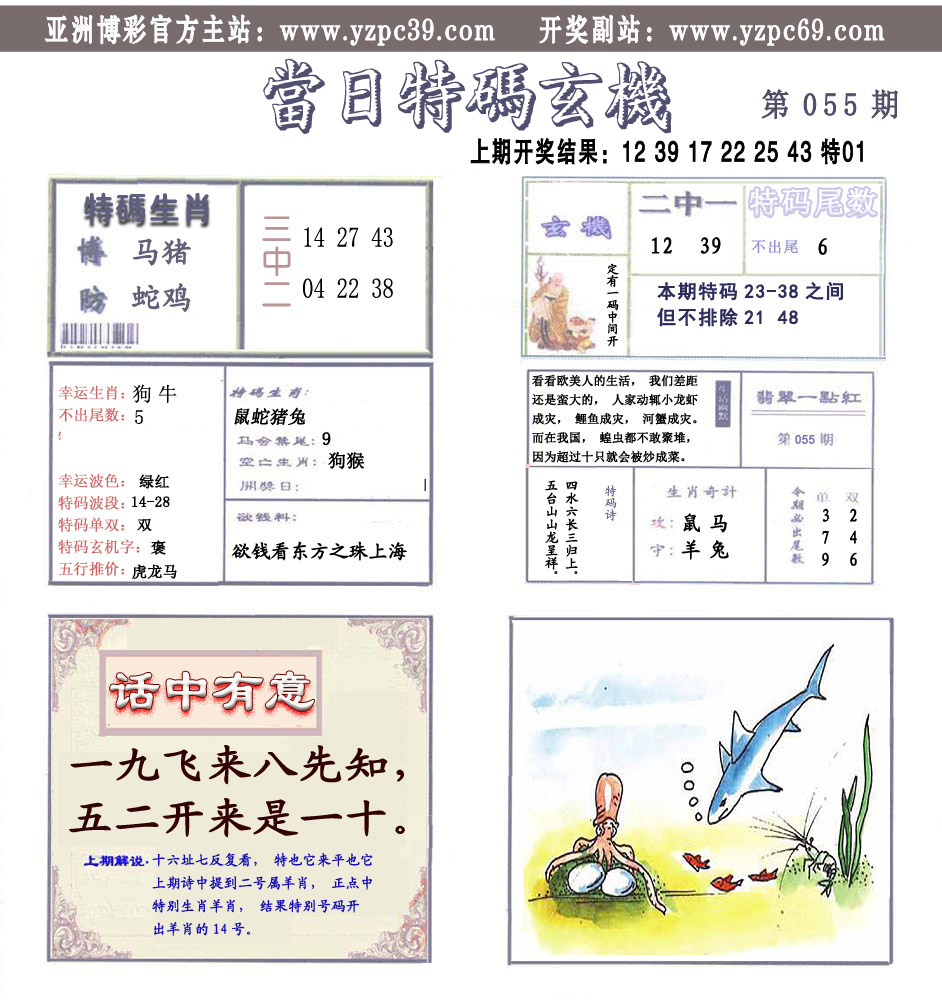 亚洲博彩官方主站：www.yzpc39.com 开奖副站：www.yzpc69.com
當日特碼玄機
第 055 期
上期开奖结果：12 39 17 22 25 43 特01
特碼生肖
博 马猪
防 蛇鸡
三中二
14 27 43
04 22 38
玄機
二中一
12 39
特码尾数
不出尾 6
定有一码中间开
本期特码 23-38 之间
但不排除 21 48
幸运生肖：狗 牛
不出尾数：5
!
幸运波色：绿红
特码波段：14-28
特码单双：双
特码玄机字：褒
五行推价：虎龙马
特碼生肖：
鼠蛇猪兔
马会禁尾：9
空亡生肖：狗猴
開獎日：
欲钱料：
欲钱看东方之珠上海
看看欧美人的生活， 我们差距
还是蛮大的， 人家动辄小龙虾
成灾， 鲤鱼成灾， 河蟹成灾。
而在我国， 蝗虫都不敢聚堆，
因为超过十只就会被炒成菜。
生活幽默
翡翠一點紅
第 055 期
特码诗
四水六长三归上。
五台山山龙呈祥。
生肖奇計
攻：鼠 马
守：羊 兔
今期必出尾数
单 双
3 2
7 4
9 6
话中有意
一九飞来八先知，
五二开来是一十。
上期解说．十六址七反复看， 特也它来平也它
上期诗中提到二号属羊肖， 正点中
特别生肖羊肖， 结果特别号码开
出羊肖的 14 号。